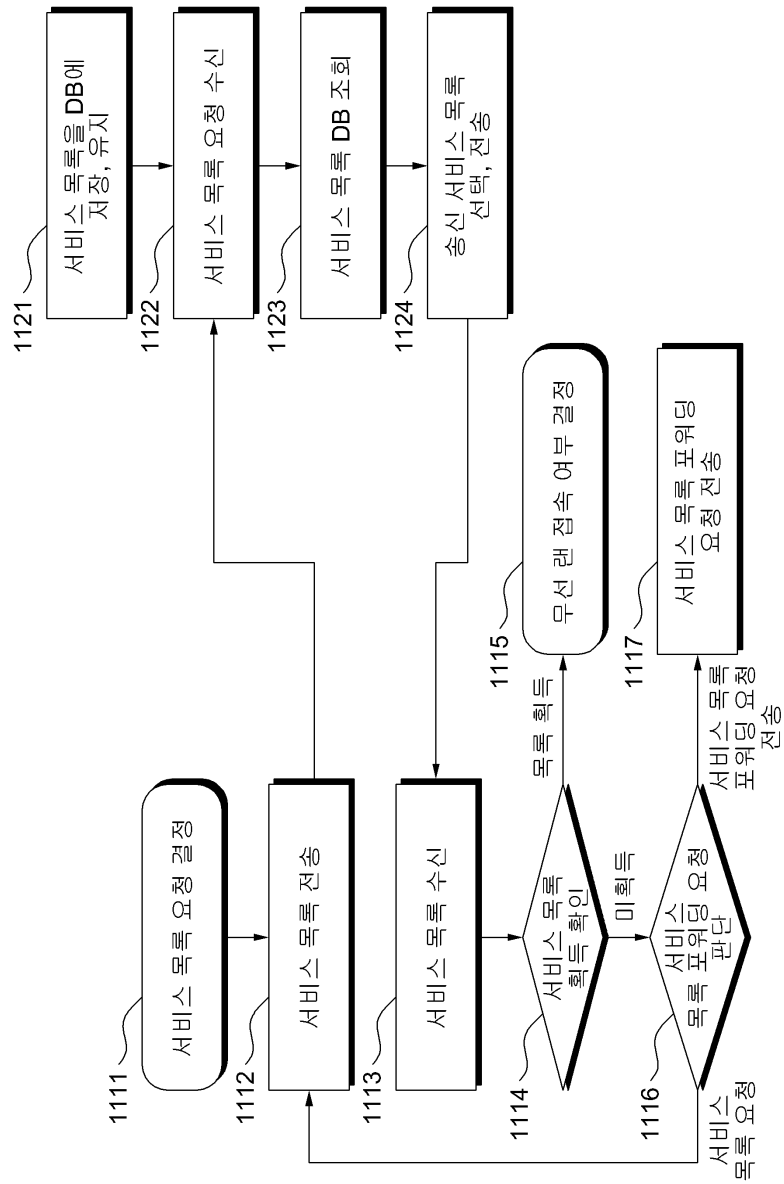 1111
서비스 목록 요청 결정
1112
서비스 목록 전송
1113
서비스 목록 수신
1114
서비스 목록
획득 확인
목록 획득
미획득
1115
무선 랜 접속 여부 결정
1116
서비스
목록 포워딩 요청
판단
서비스
목록 요청
서비스 목록
포워딩 요청
전송
1117
서비스 목록 포워딩
요청 전송
1121
서비스 목록을 DB에
저장, 유지
1122
서비스 목록 요청 수신
1123
서비스 목록 DB 조회
1124
송신 서비스 목록
선택, 전송